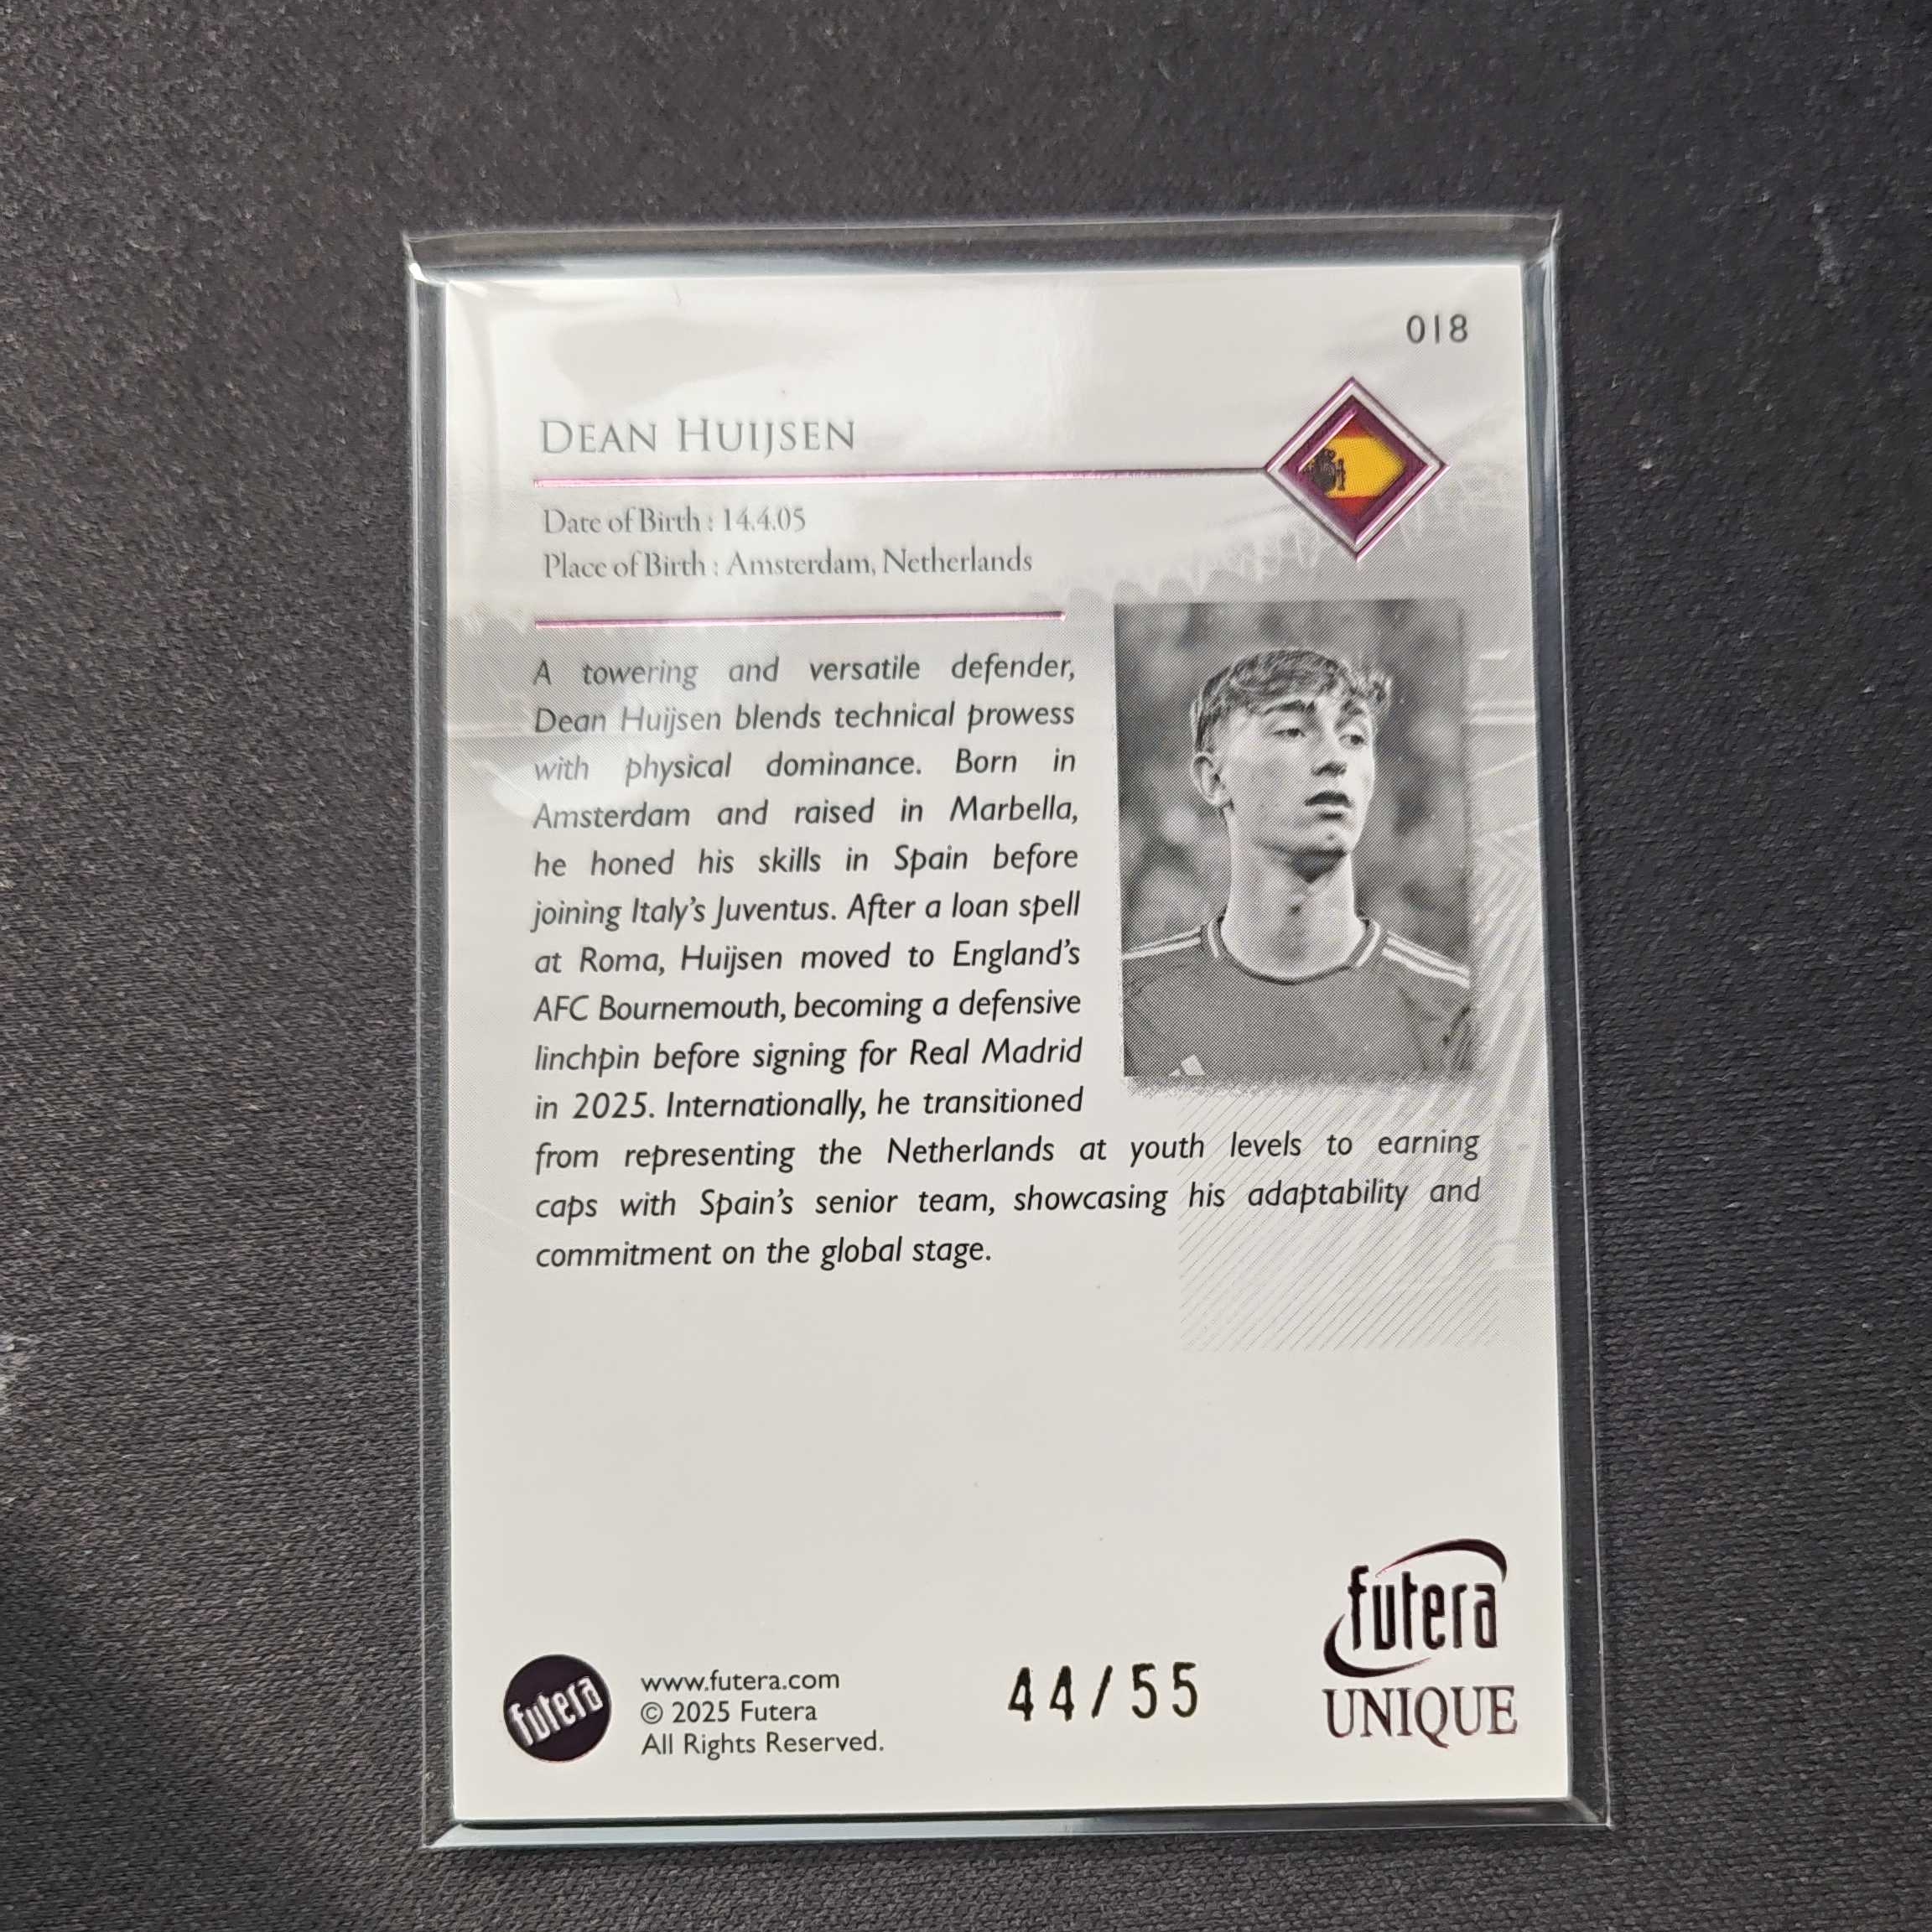 018
DEAN HUIJSEN
Date of Birth : 14.4.05
Place of Birth : Amsterdam, Netherlands
A towering and versatile defender,
Dean Huijsen blends technical prowess
with physical dominance. Born in
Amsterdam and raised in Marbella,
he honed his skills in Spain before
joining Italy's Juventus. After a loan spell
at Roma, Huijsen moved to England's
AFC Bournemouth, becoming a defensive
linchpin before signing for Real Madrid
in 2025. Internationally, he transitioned
from representing the Netherlands at youth levels to earning
caps with Spain's senior team, showcasing his adaptability and
commitment on the global stage.
futera
www.futera.com
© 2025 Futera
All Rights Reserved.
44/55
futera
UNIQUE